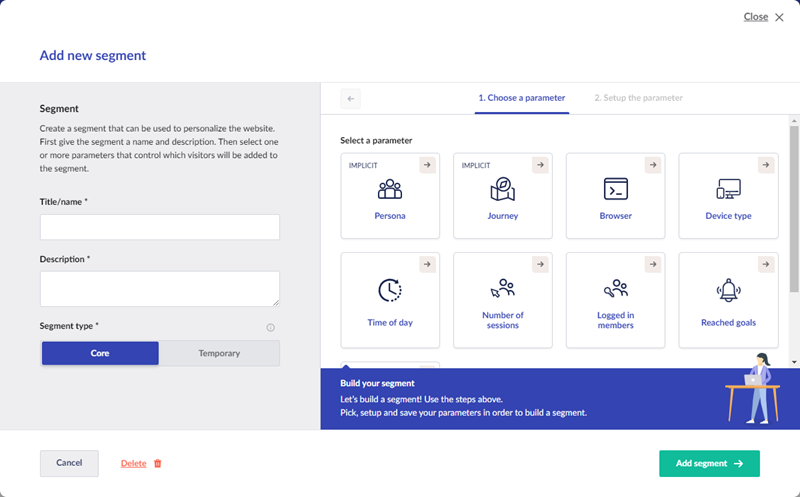 Close
Add new segment
Segment
Create a segment that can be used to personalize the website.
First give the segment a name and description. Then select one
or more parameters that control which visitors will be added to
the segment.
Title/name *
Description *
Segment type *
Core
Temporary
1. Choose a parameter
2. Setup the parameter
Select a parameter
IMPLICIT
Persona
IMPLICIT
Journey
Browser
Device type
Time of day
Number of
sessions
Logged in
members
Reached goals
Build your segment
Let's build a segment! Use the steps above.
Pick, setup and save your parameters in order to build a segment.
Cancel
Delete
Add segment